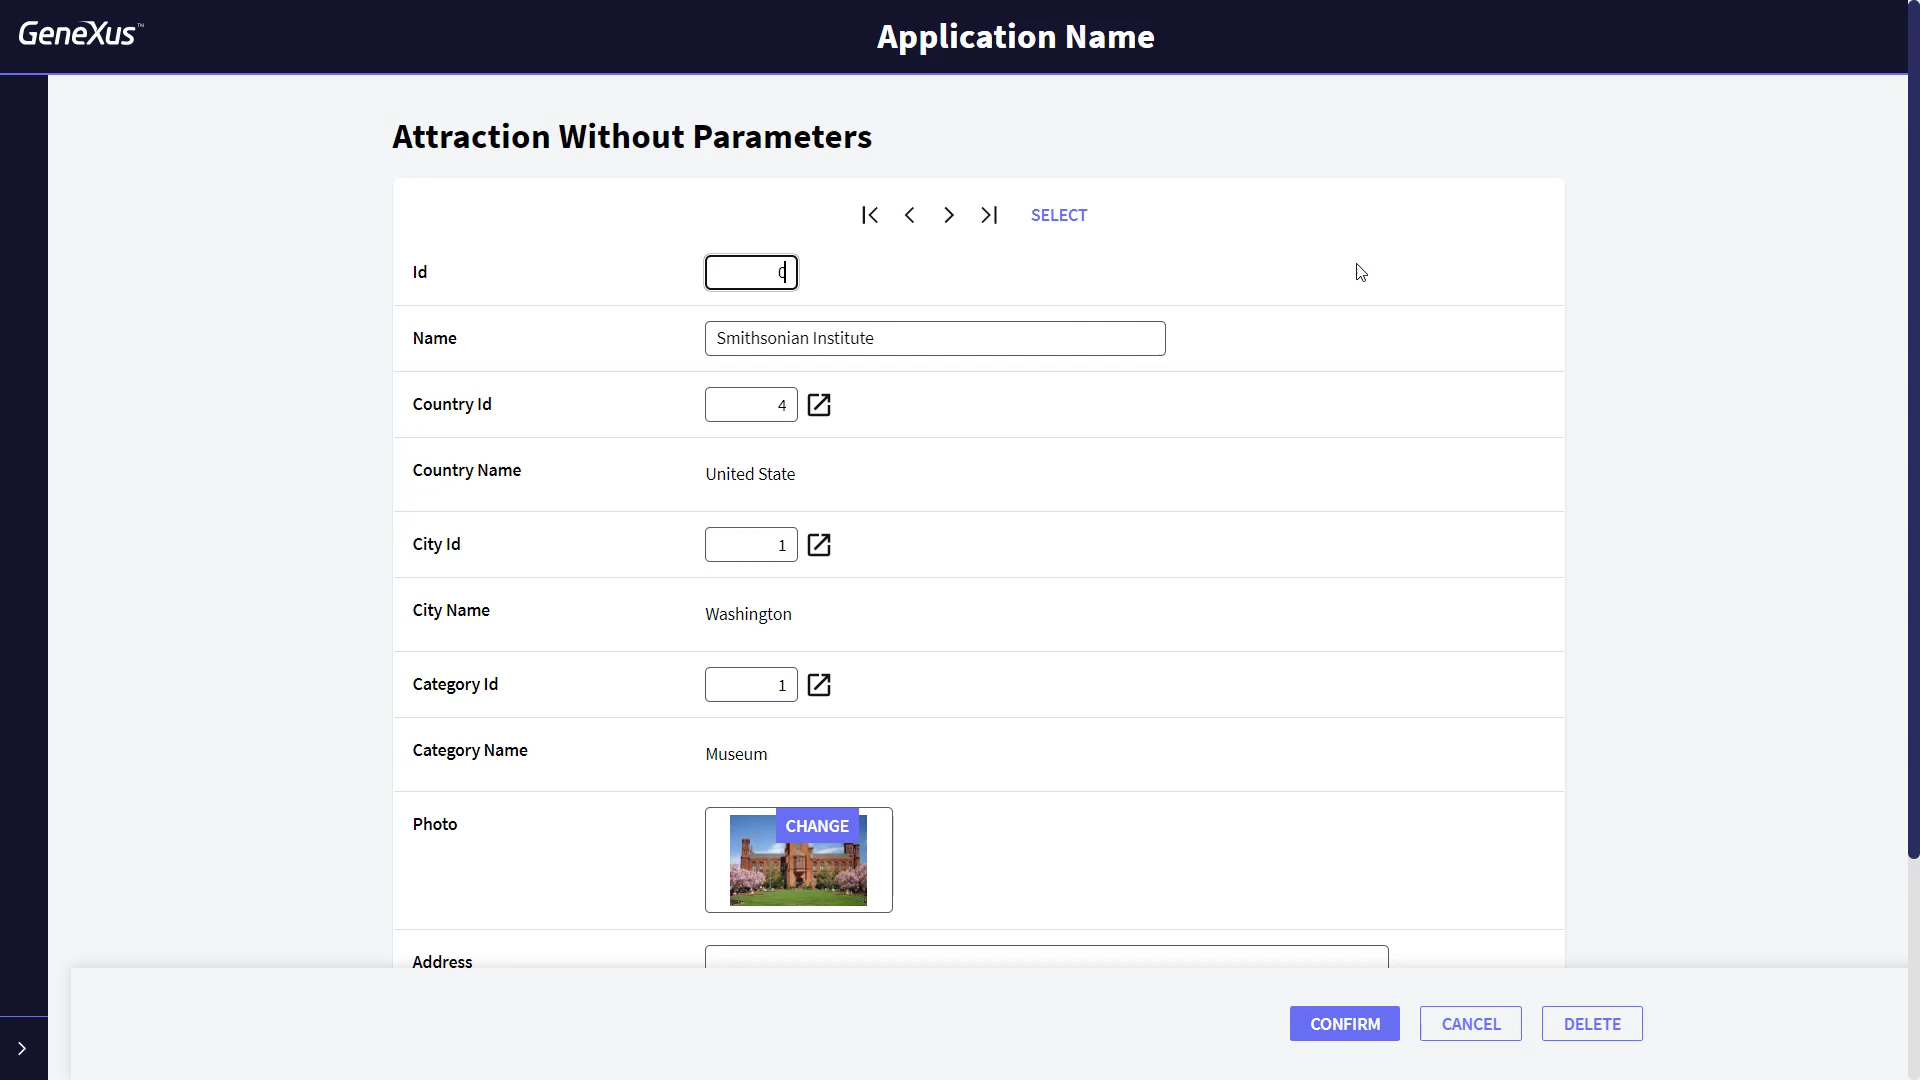 GeneXus™
Application Name
Attraction Without Parameters
SELECT
Id
0
Name
Smithsonian Institute
Country Id
4
Country Name
United State
City Id
1
City Name
Washington
Category Id
1
Category Name
Museum
Photo
CHANGE
Address
CONFIRM
CANCEL
DELETE